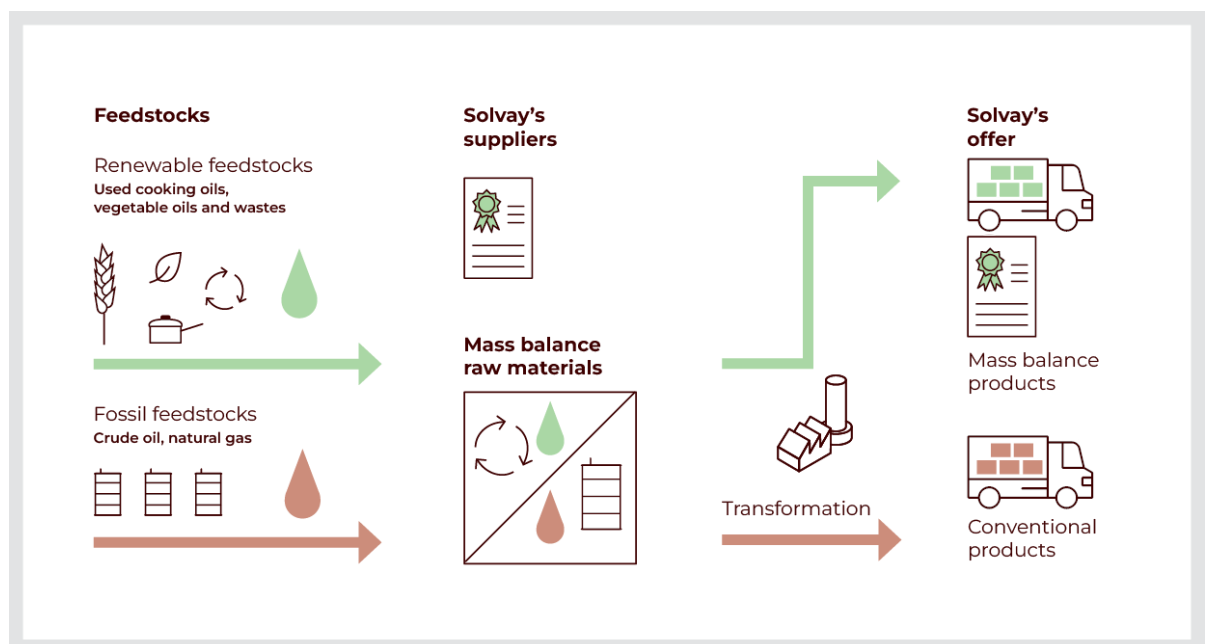 Feedstocks
Renewable feedstocks
Used cooking oils,
vegetable oils and wastes
Fossil feedstocks
Crude oil, natural gas
Solvay's
suppliers
Mass balance
raw materials
Transformation
Solvay's
offer
Mass balance
products
Conventional
products